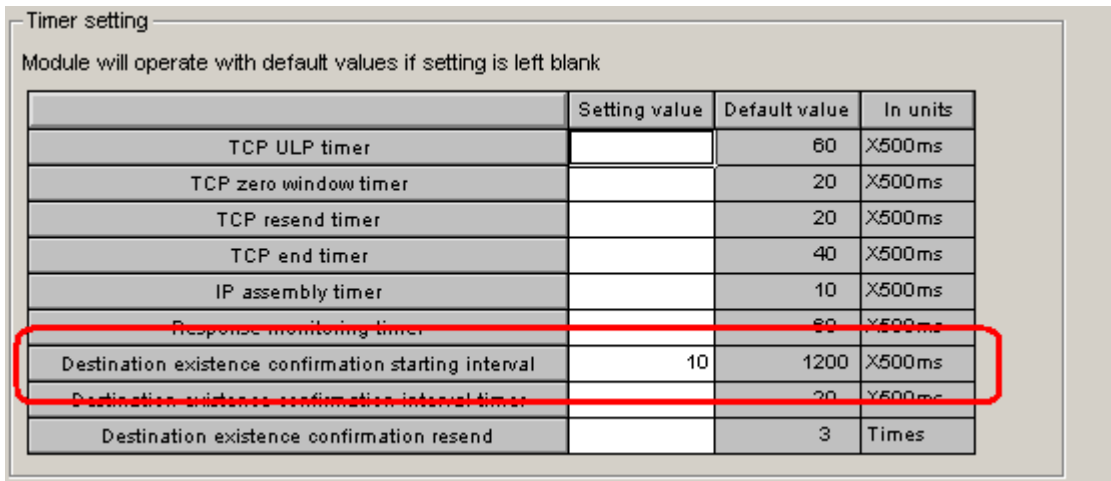 Timer setting
Module will operate with default values if setting is left blank
Setting value Default value In units
TCP ULP timer 60 X500ms
TCP zero window timer 20 X500ms
TCP resend timer 20 X500ms
TCP end timer 40 X500ms
IP assembly timer 10 X500ms
Response monitoring timer 60 X500ms
Destination existence confirmation starting interval 10 1200 X500ms
Destination existence confirmation interval timer 20 X500ms
Destination existence confirmation resend 3 Times